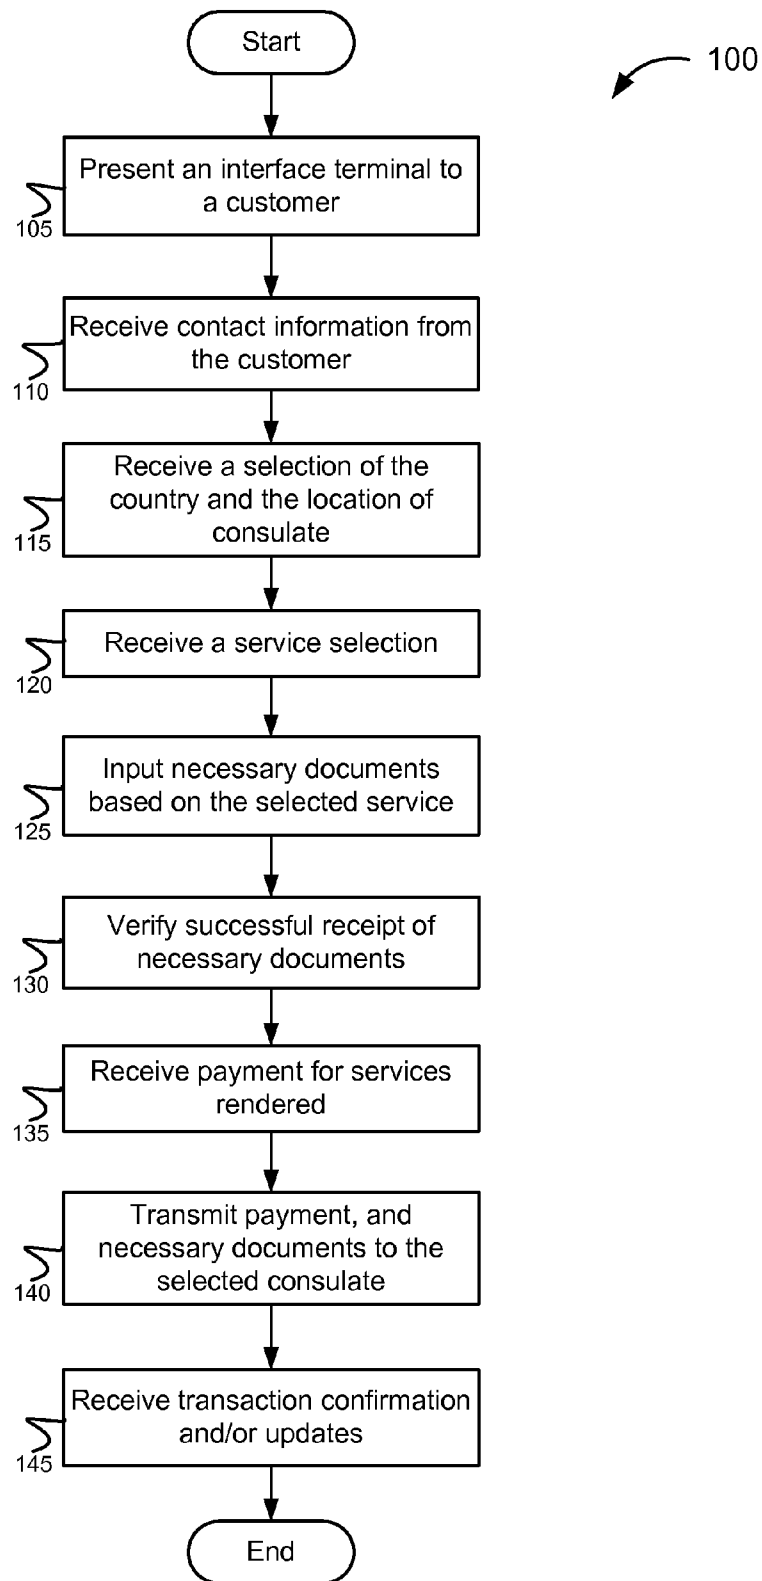 Start
100
Present an interface terminal to
a customer
105
Receive contact information from
the customer
110
Receive a selection of the
country and the location of
consulate
115
Receive a service selection
120
Input necessary documents
based on the selected service
125
Verify successful receipt of
necessary documents
130
Receive payment for services
rendered
135
Transmit payment, and
necessary documents to the
selected consulate
140
Receive transaction confirmation
and/or updates
145
End